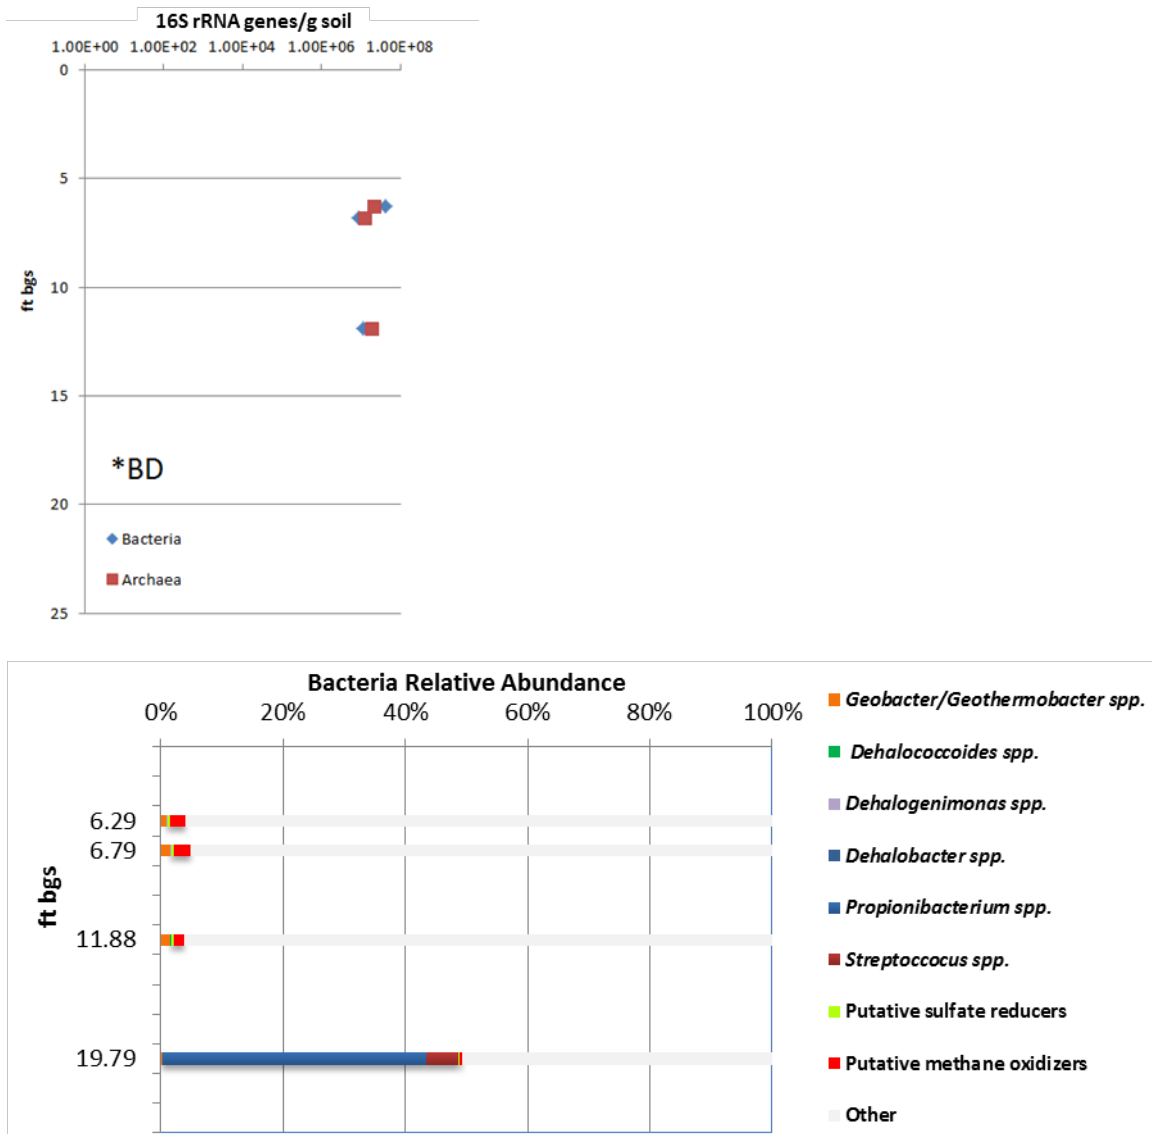 16S rRNA genes/g soil
1.00E+00 1.00E+02 1.00E+04 1.00E+06 1.00E+08
0
5
10
15
20
25
ft bgs
*BD
Bacteria
Archaea
Bacteria Relative Abundance
0% 20% 40% 60% 80% 100%
6.29
6.79
11.88
19.79
ft bgs
Geobacter/Geothermobacter spp.
Dehalococcoides spp.
Dehalogenimonas spp.
Dehalobacter spp.
Propionibacterium spp.
Streptoccocus spp.
Putative sulfate reducers
Putative methane oxidizers
Other